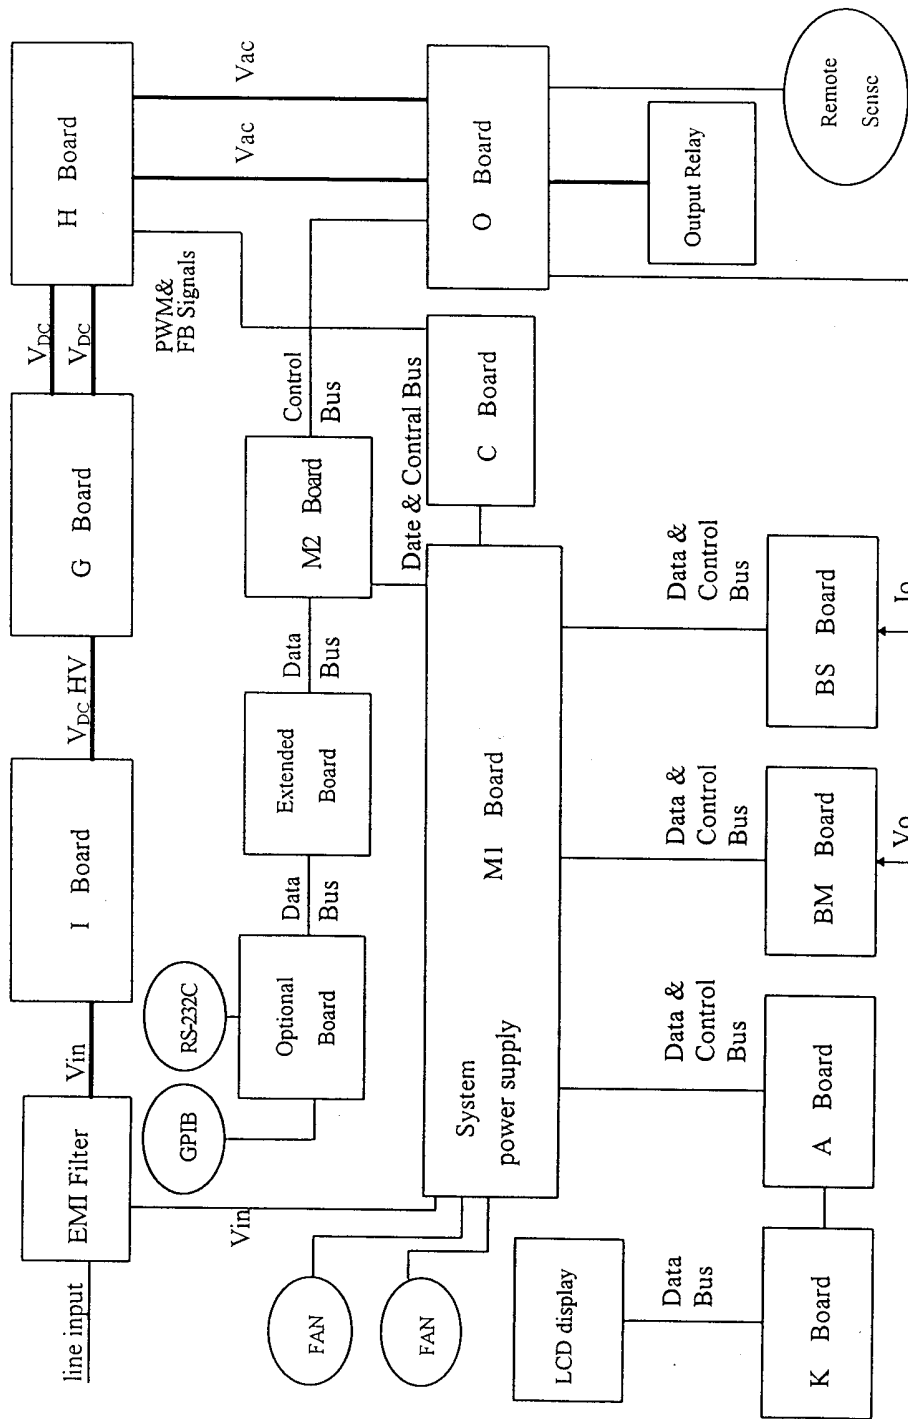 line input
EMI Filter
Vin
I Board
VDC HV
G Board
VDC
VDC
H Board
Vin
GPIB
RS-232C
Optional
Board
Data
Bus
Extended
Board
Data
Bus
M2 Board
Control
Bus
PWM&
FB Signals
Vac
Vac
FAN
FAN
System
power supply
M1 Board
Date & Contral Bus
C Board
O Board
Output Relay
Remote
Sense
LCD display
Data
Bus
K Board
Data &
Control
Bus
A Board
Data &
Control
Bus
BM Board
Vo
Data &
Control
Bus
BS Board
Io